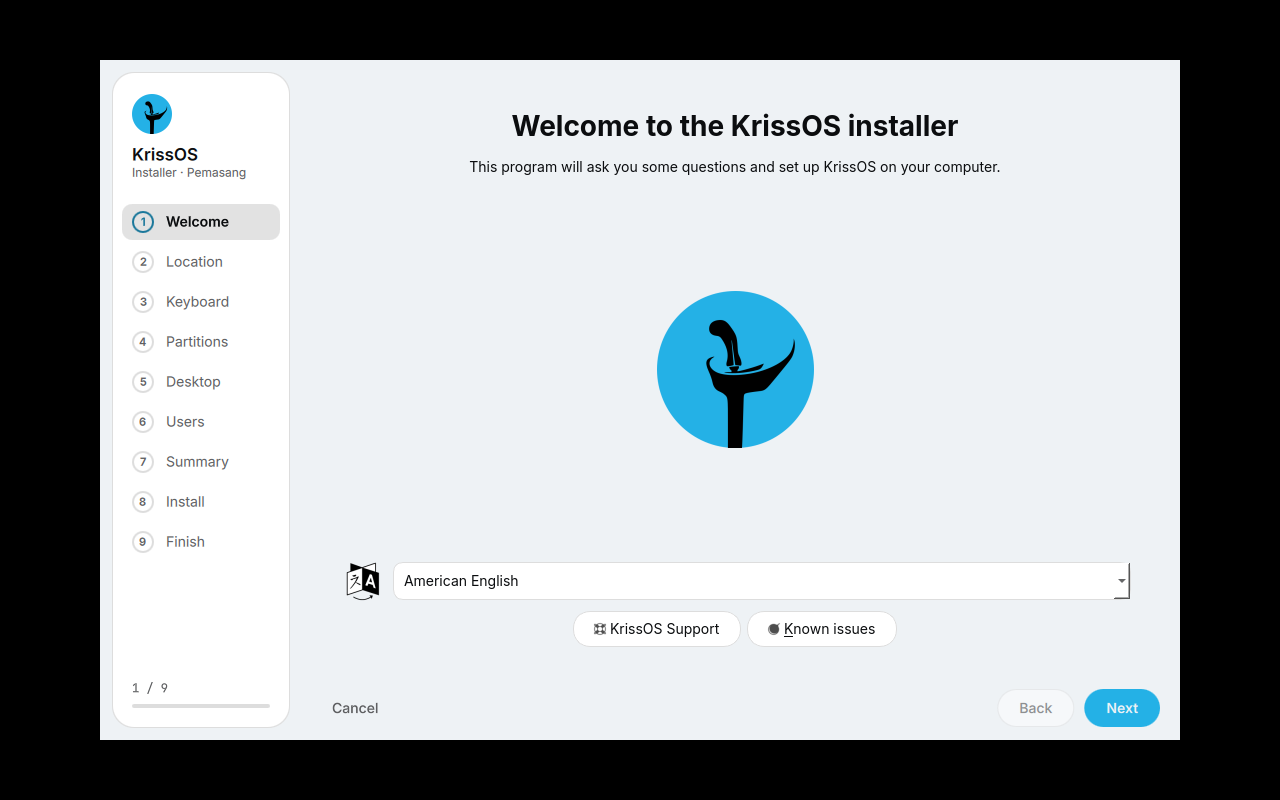 KrissOS
Installer · Pemasang
1 Welcome
2 Location
3 Keyboard
4 Partitions
5 Desktop
6 Users
7 Summary
8 Install
9 Finish
1 / 9
Welcome to the KrissOS installer
This program will ask you some questions and set up KrissOS on your computer.
A
American English
KrissOS Support
Known issues
Cancel
Back
Next